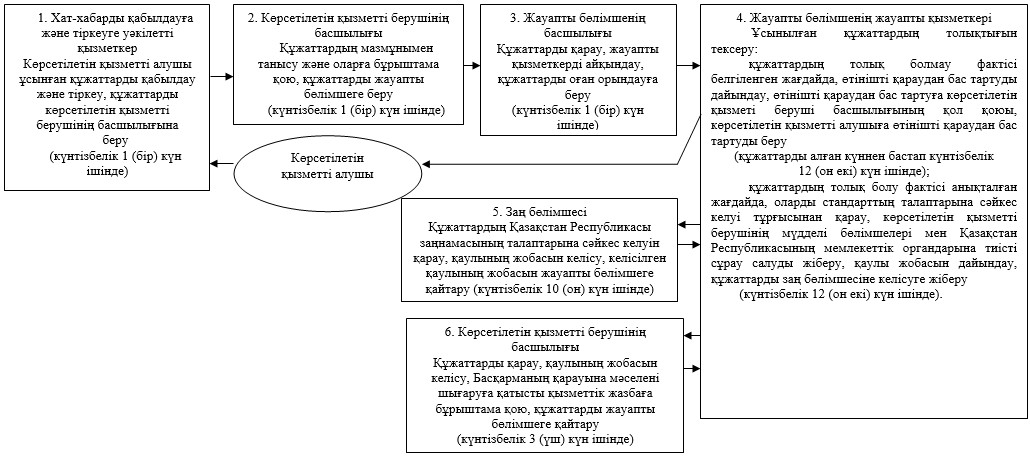 1. Хат-хабарды қабылдауға
және тіркеуге уәкілетті
қызметкер
Көрсетілетін қызметті алушы
ұсынған құжаттарды қабылдау
және тіркеу, құжаттарды
көрсетілетін қызметті
берушінің басшылығына
беру
(күнтізбелік 1 (бір) күн
ішінде)
2. Көрсетілетін қызметті берушінің
басшылығы
Құжаттардың мазмұнымен
танысу және оларға бұрыштама
қою, құжаттарды жауапты
бөлімшеге беру
(күнтізбелік 1 (бір) күн ішінде)
3. Жауапты бөлімшенің
басшылығы
Құжаттарды қарау, жауапты
қызметкерді айқындау,
құжаттарды оған орындауға
беру
(күнтізбелік 1 (бір) күн
ішінде)
4. Жауапты бөлімшенің жауапты қызметкері
Ұсынылған құжаттардың толықтығын
тексеру:
құжаттардың толық болмау фактісі
белгіленген жағдайда, өтінішті қараудан бас тартуды
дайындау, өтінішті қараудан бас тартуға көрсетілетін
қызметі беруші басшылығының қол қоюы,
көрсетілетін қызметті алушыға өтінішті қараудан бас
тартуды беру
(құжаттарды алған күннен бастап күнтізбелік
12 (он екі) күн ішінде);
құжаттардың толық болу фактісі анықталған
жағдайда, оларды стандарттың талаптарына сәйкес
келуі тұрғысынан қарау, көрсетілетін қызметті
берушінің мүдделі бөлімшелері мен Қазақстан
Республикасының мемлекеттік органдарына тиісті
сұрау салуды жіберу, қаулы жобасын дайындау,
құжаттарды заң бөлімшесіне келісуге жіберу
(күнтізбелік 12 (он екі) күн ішінде).
Көрсетілетін
қызметті алушы
5. Заң бөлімшесі
Құжаттардың Қазақстан Республикасы
заңнамасының талаптарына сәйкес келуін
қарау, қаулының жобасын келісу, келісілген
қаулының жобасын жауапты бөлімшеге
қайтару (күнтізбелік 10 (он) күн ішінде)
6. Көрсетілетін қызметті берушінің
басшылығы
Құжаттарды қарау, қаулының жобасын
келісу, Басқарманың қарауына мәселені
шығаруға қатысты қызметтік жазбаға
бұрыштама қою, құжаттарды жауапты
бөлімшеге қайтару
(күнтізбелік 3 (үш) күн ішінде)